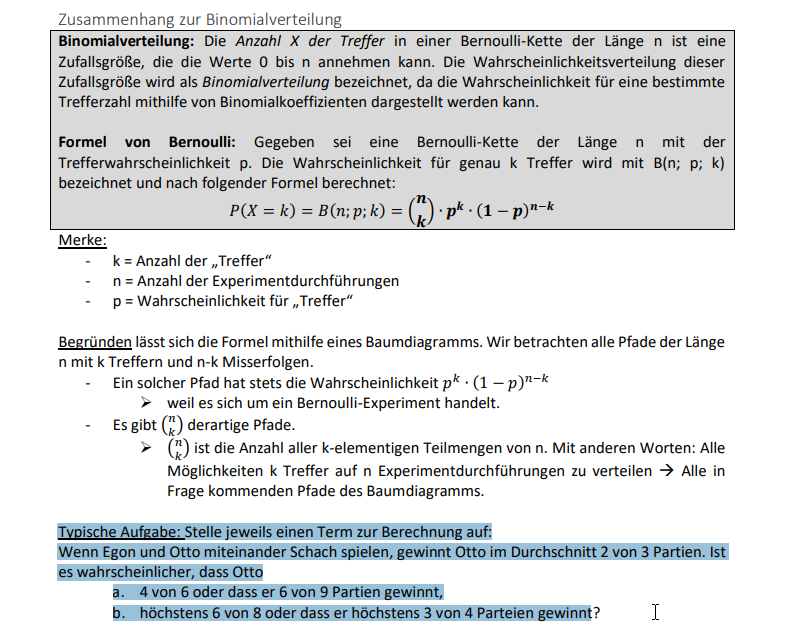 Zusammenhang zur Binomialverteilung
Binomialverteilung: Die Anzahl X der Treffer in einer Bernoulli-Kette der Länge n ist eine
Zufallsgröße, die die Werte 0 bis n annehmen kann. Die Wahrscheinlichkeitsverteilung dieser
Zufallsgröße wird als Binomialverteilung bezeichnet, da die Wahrscheinlichkeit für eine bestimmte
Trefferzahl mithilfe von Binomialkoeffizienten dargestellt werden kann.
Formel von Bernoulli: Gegeben sei eine Bernoulli-Kette der Länge n mit der
Trefferwahrscheinlichkeit p. Die Wahrscheinlichkeit für genau k Treffer wird mit B(n; p; k)
bezeichnet und nach folgender Formel berechnet:
P(X = k) = B(n; p; k) = (n k) · p^k · (1 − p)^n−k
Merke:
- k = Anzahl der „Treffer“
- n = Anzahl der Experimentdurchführungen
- p = Wahrscheinlichkeit für „Treffer“
Begründen lässt sich die Formel mithilfe eines Baumdiagramms. Wir betrachten alle Pfade der Länge
n mit k Treffern und n-k Misserfolgen.
- Ein solcher Pfad hat stets die Wahrscheinlichkeit p^k · (1 − p)^n−k
➢ weil es sich um ein Bernoulli-Experiment handelt.
- Es gibt (n k) derartige Pfade.
➢ (n k) ist die Anzahl aller k-elementigen Teilmengen von n. Mit anderen Worten: Alle
Möglichkeiten k Treffer auf n Experimentdurchführungen zu verteilen → Alle in
Frage kommenden Pfade des Baumdiagramms.
Typische Aufgabe: Stelle jeweils einen Term zur Berechnung auf:
Wenn Egon und Otto miteinander Schach spielen, gewinnt Otto im Durchschnitt 2 von 3 Partien. Ist
es wahrscheinlicher, dass Otto
a. 4 von 6 oder dass er 6 von 9 Partien gewinnt,
b. höchstens 6 von 8 oder dass er höchstens 3 von 4 Parteien gewinnt?